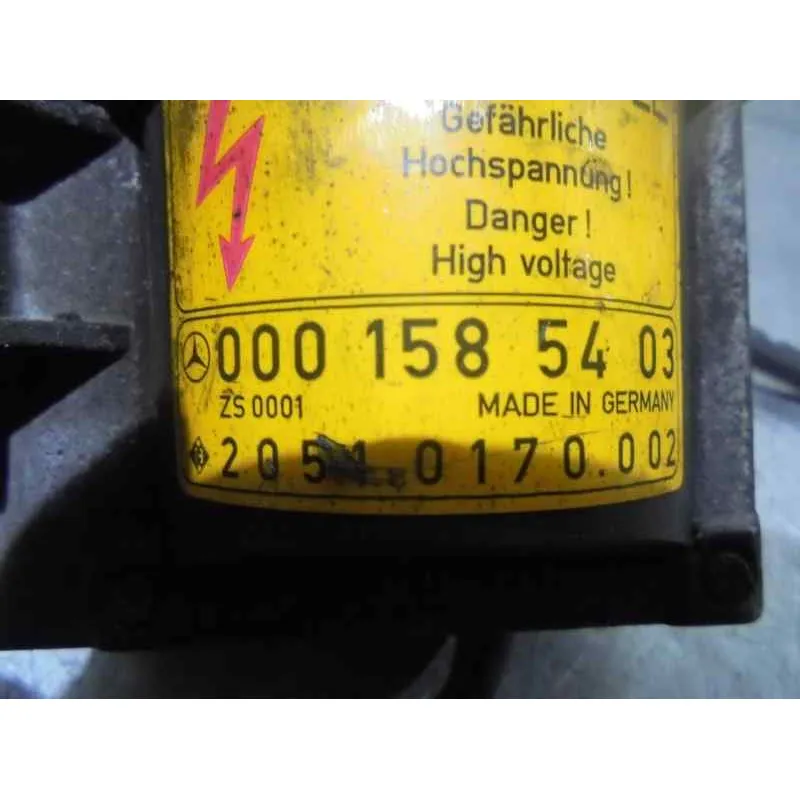 Gefährliche
Hochspannung!
Danger!
High voltage
000 158 54 03
ZS 0001 MADE IN GERMANY
2051.0170.002